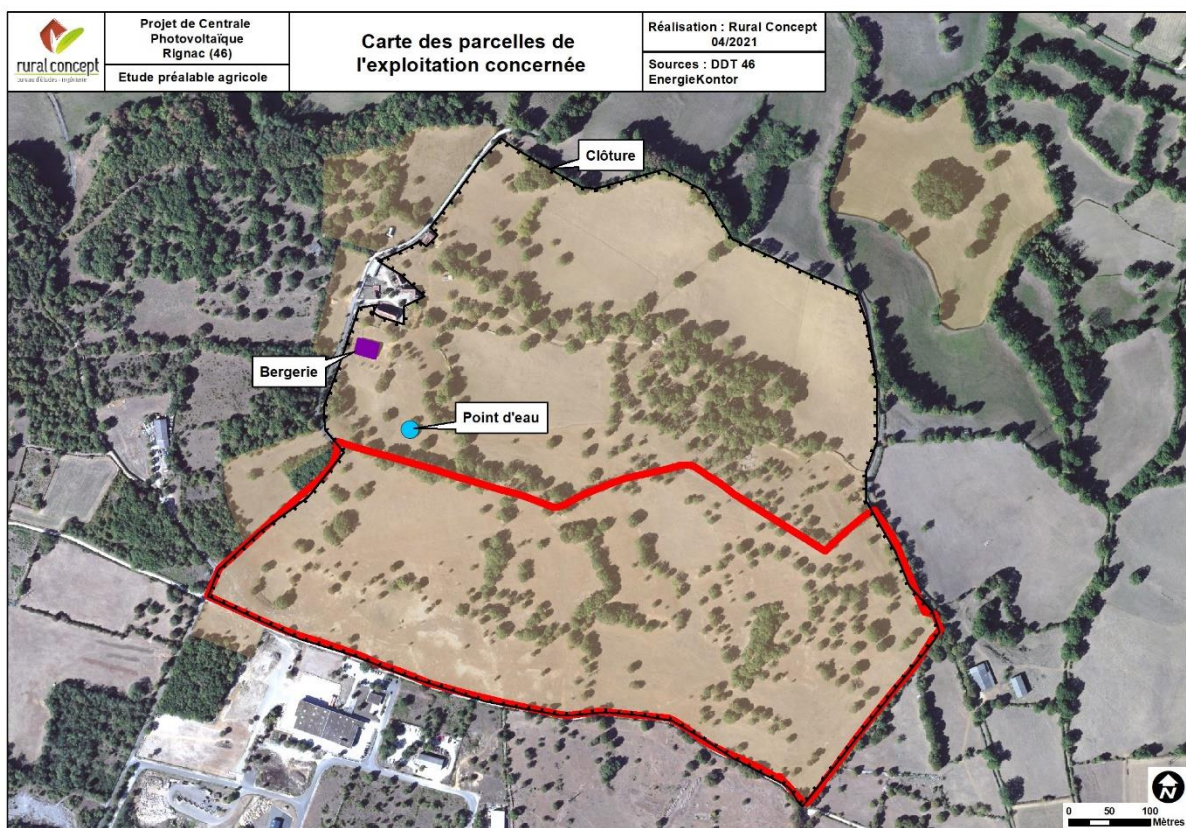 rural concept
bureau d'études - ingénierie
Projet de Centrale
Photovoltaïque
Rignac (46)
Etude préalable agricole
Carte des parcelles de
l'exploitation concernée
Réalisation : Rural Concept
04/2021
Sources : DDT 46
EnergieKontor
Clôture
Bergerie
Point d'eau
N
0 50 100
Mètres